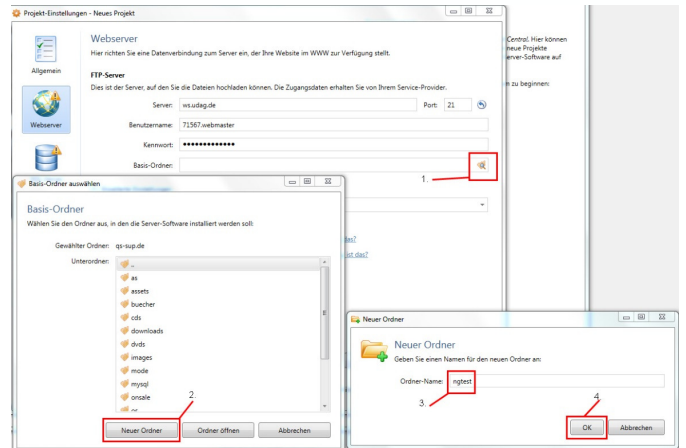 Projekt-Einstellungen - Neues Projekt
Webserver
Hier richten Sie eine Datenverbindung zum Server ein, der Ihre Website im WWW zur Verfügung stellt.
Allgemein
FTP-Server
Dies ist der Server, auf den Sie die Dateien hochladen können. Die Zugangsdaten erhalten Sie von Ihrem Service-Provider.
Server: ws.udag.de Port: 21
Webserver
Benutzername: 71567.webmaster
Kennwort: •••••••••••••
Basis-Ordner:
1.
Central. Hier können
neue Projekte
erver-Software auf
m zu beginnen:
das?
ist das?
Basis-Ordner auswählen
Basis-Ordner
Wählen Sie den Ordner aus, in den die Server-Software installiert werden soll:
Gewählter Ordner: qs-sup.de
Unterordner:
..
as
assets
buecher
cds
downloads
dvds
images
mode
mysql
onsale
2.
Neuer Ordner Ordner öffnen Abbrechen
Neuer Ordner
Neuer Ordner
Geben Sie einen Namen für den neuen Ordner an:
Ordner-Name: ngtest
3.
4.
OK Abbrechen